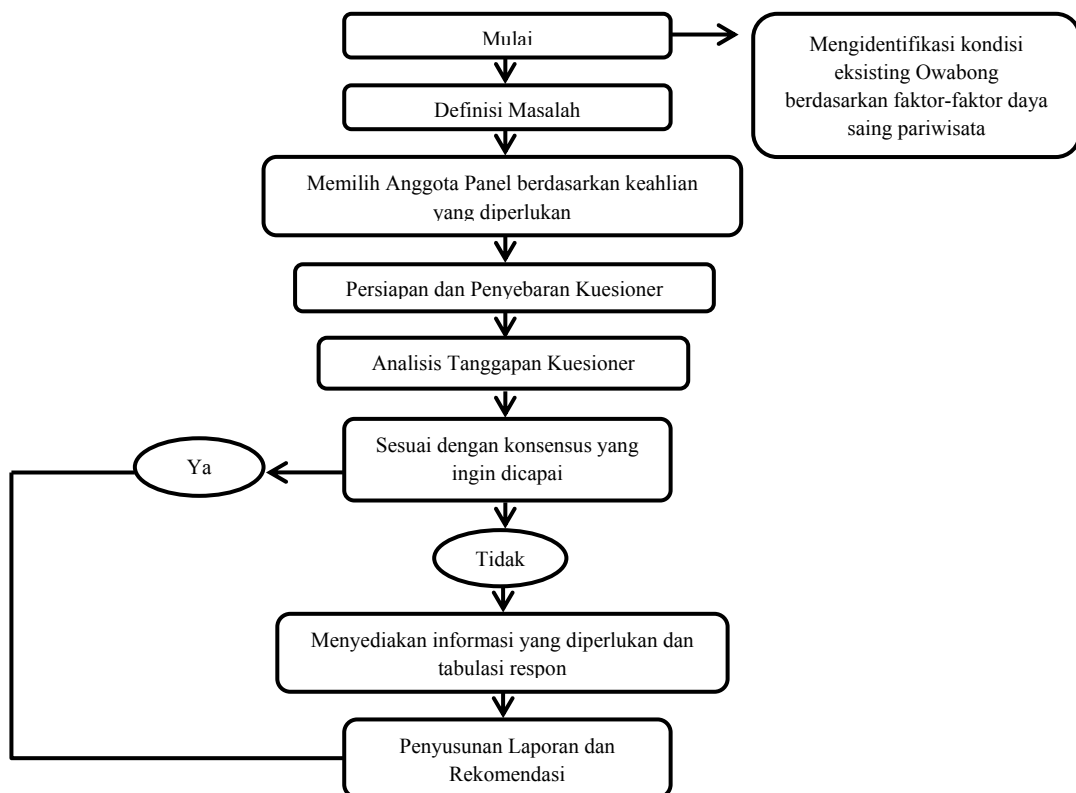 Mulai
Mengidentifikasi kondisi
eksisting Owabong
berdasarkan faktor-faktor daya
saing pariwisata
Definisi Masalah
Memilih Anggota Panel berdasarkan keahlian
yang diperlukan
Persiapan dan Penyebaran Kuesioner
Analisis Tanggapan Kuesioner
Sesuai dengan konsensus yang
ingin dicapai
Ya
Tidak
Menyediakan informasi yang diperlukan dan
tabulasi respon
Penyusunan Laporan dan
Rekomendasi